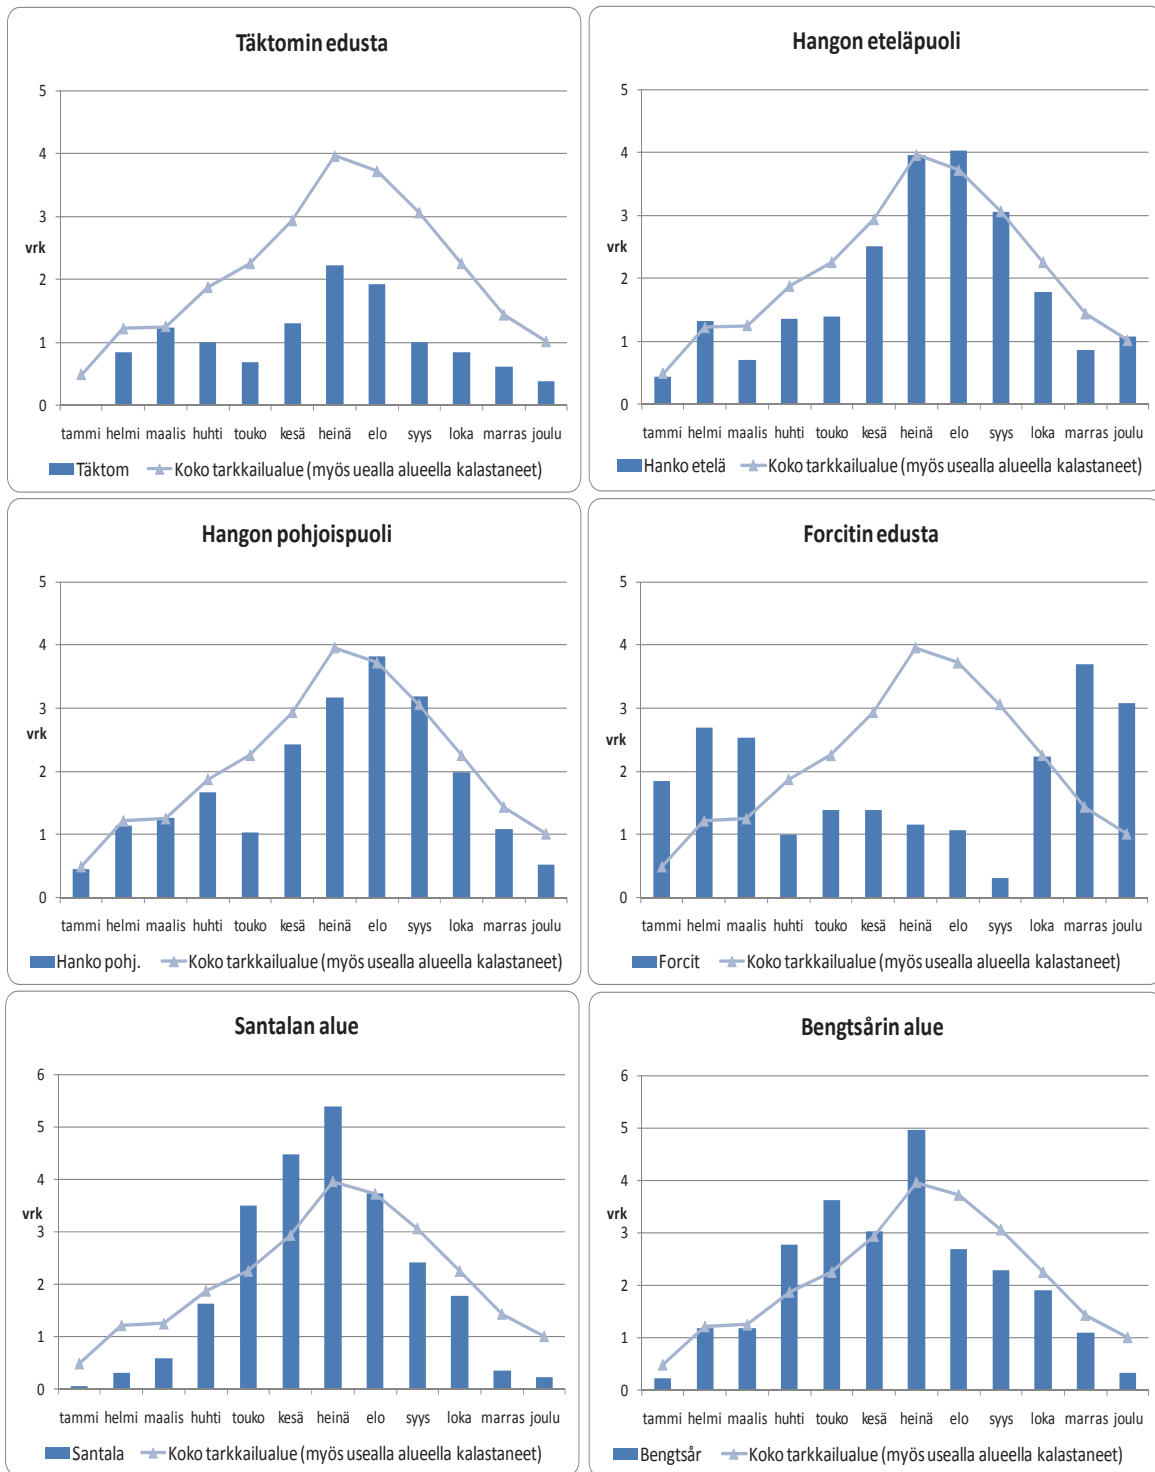 Täktomin edusta
5
4
3
vrk
2
1
0
tammi helmi maalis huhti touko kesä heinä elo syys loka marras joulu
Täktom Koko tarkkailualue (myös uealla alueella kalastaneet)
Hangon eteläpuoli
5
4
3
vrk
2
1
0
tammi helmi maalis huhti touko kesä heinä elo syys loka marras joulu
Hanko etelä Koko tarkkailualue (myös usealla alueella kalastaneet)
Hangon pohjoispuoli
5
4
3
vrk
2
1
0
tammi helmi maalis huhti touko kesä heinä elo syys loka marras joulu
Hanko pohj. Koko tarkkailualue (myös usealla alueella kalastaneet)
Forcitin edusta
5
4
3
vrk
2
1
0
tammi helmi maalis huhti touko kesä heinä elo syys loka marras joulu
Forcit Koko tarkkailualue (myös usealla alueella kalastaneet)
Santalan alue
6
5
4
vrk
3
2
1
0
tammi helmi maalis huhti touko kesä heinä elo syys loka marras joulu
Santala Koko tarkkailualue (myös usealla alueella kalastaneet)
Bengtsårin alue
6
5
4
vrk
3
2
1
0
tammi helmi maalis huhti touko kesä heinä elo syys loka marras joulu
Bengtsår Koko tarkkailualue (myös usealla alueella kalastaneet)